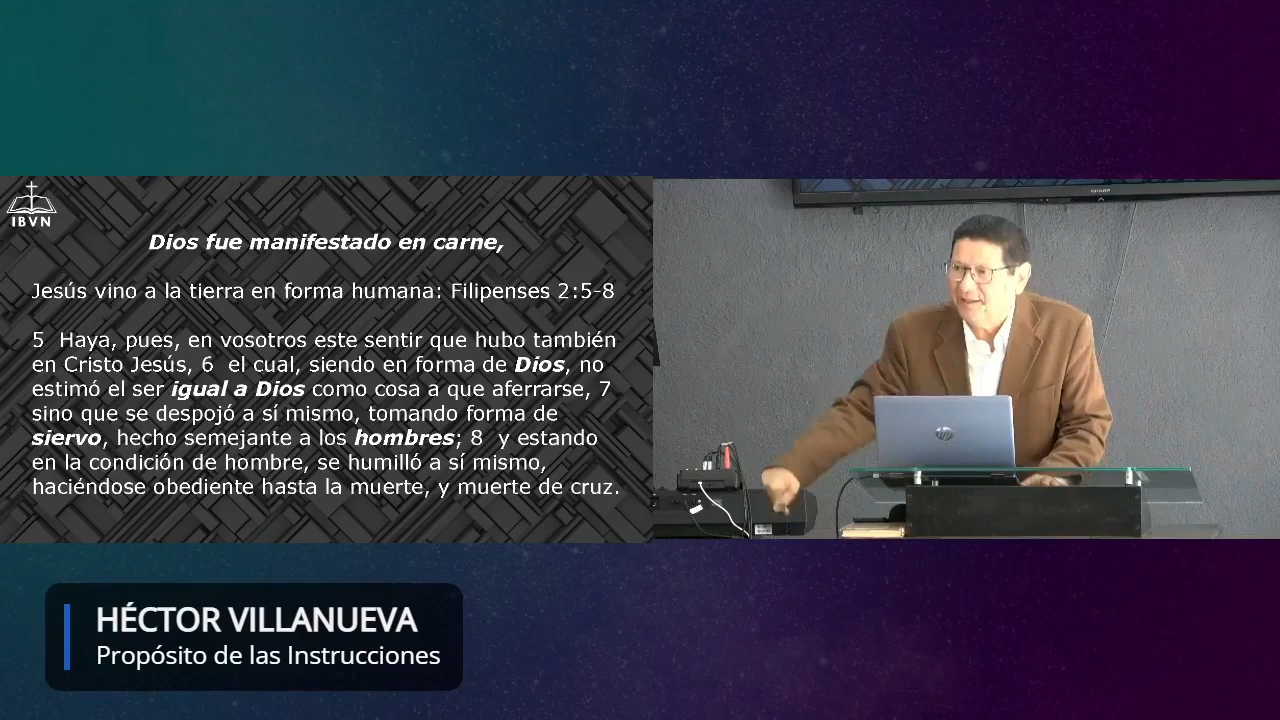 IBVN
Dios fue manifestado en carne,
Jesús vino a la tierra en forma humana: Filipenses 2:5-8
5 Haya, pues, en vosotros este sentir que hubo también
en Cristo Jesús, 6 el cual, siendo en forma de Dios, no
estimó el ser igual a Dios como cosa a que aferrarse, 7
sino que se despojó a sí mismo, tomando forma de
siervo, hecho semejante a los hombres; 8 y estando
en la condición de hombre, se humilló a sí mismo,
haciéndose obediente hasta la muerte, y muerte de cruz.
SHARP
hp
HÉCTOR VILLANUEVA
Propósito de las Instrucciones